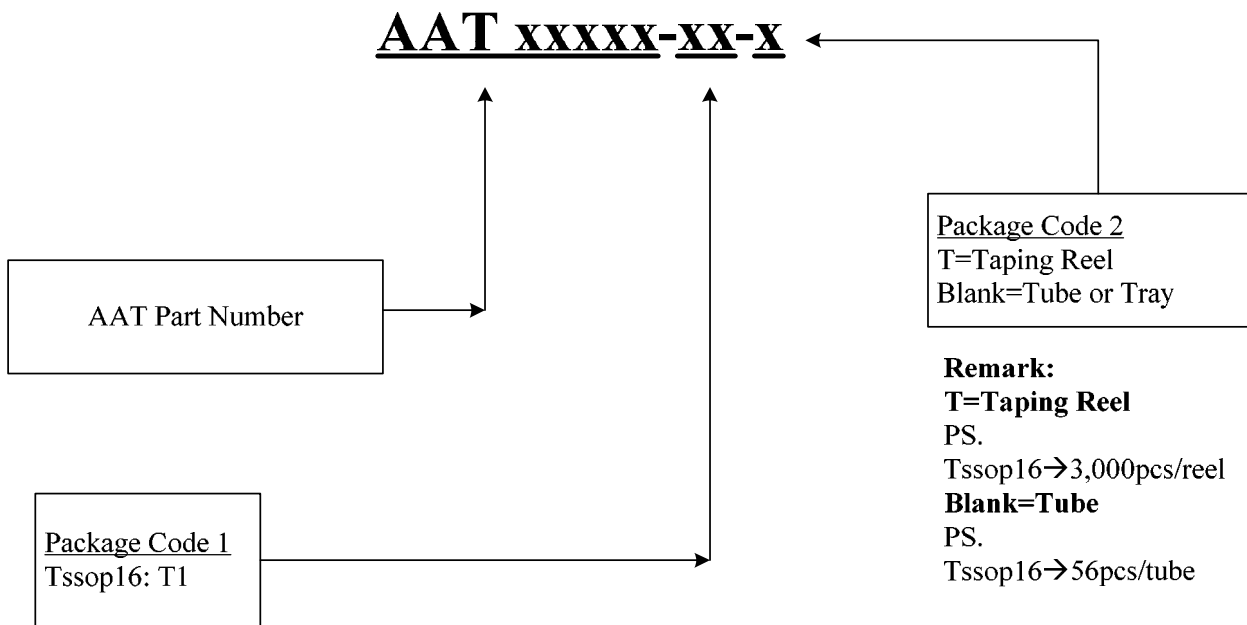 AAT xxxxx-xx-x
Package Code 2
T=Taping Reel
Blank=Tube or Tray
AAT Part Number
Remark:
T=Taping Reel
PS.
Tssop16→3,000pcs/reel
Blank=Tube
PS.
Tssop16→56pcs/tube
Package Code 1
Tssop16: T1